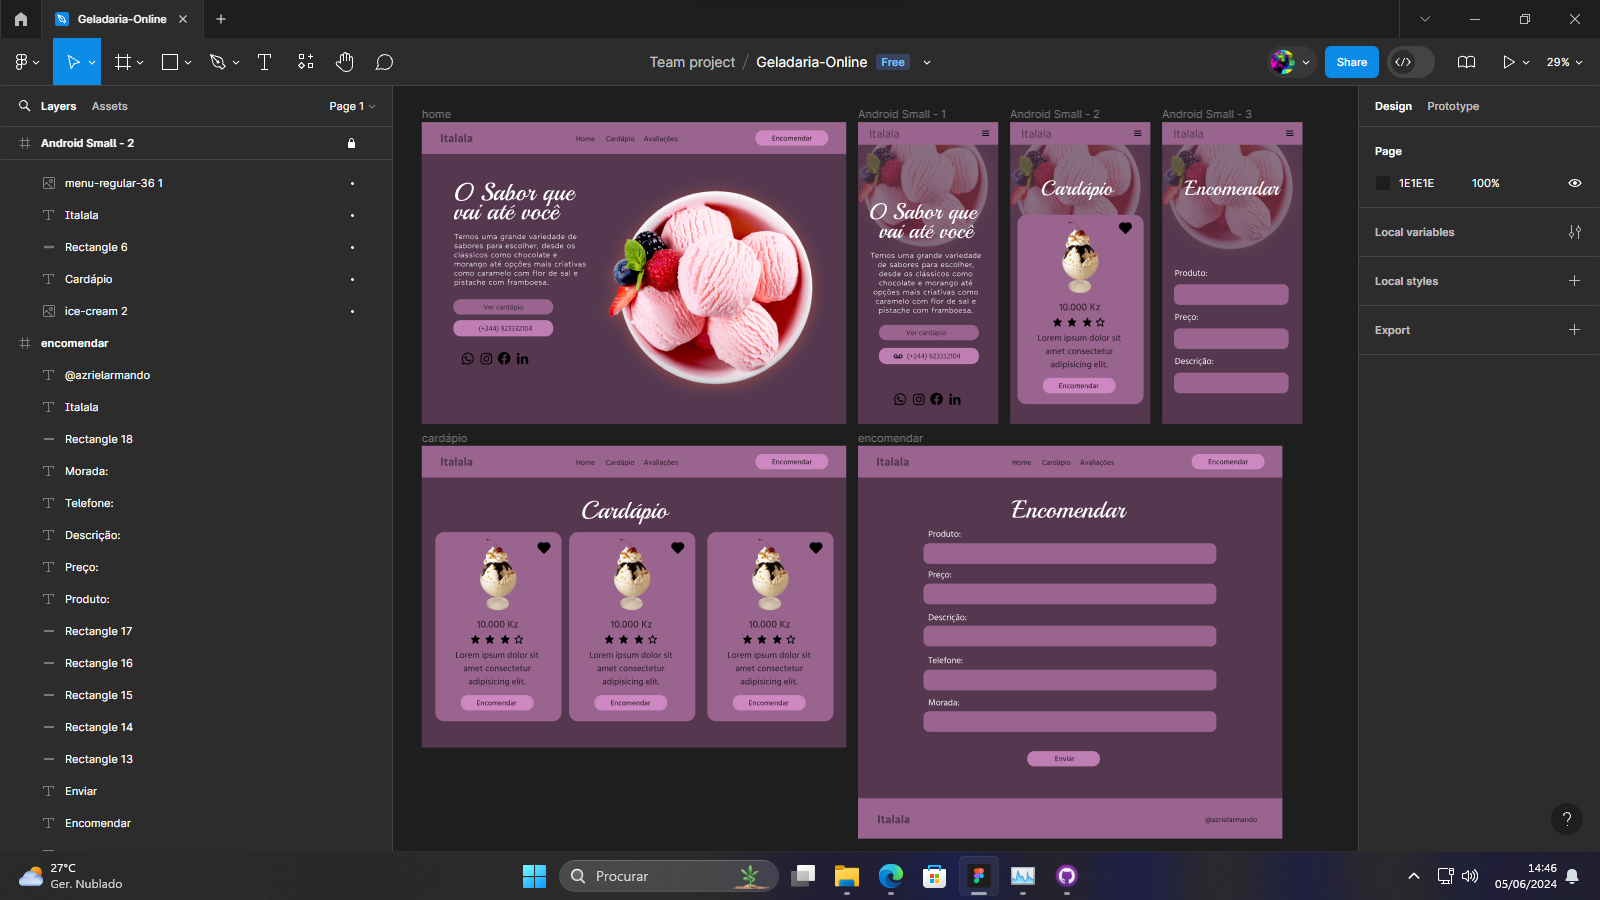 Geladaria-Online
Team project / Geladaria-Online Free
Share
29%
Layers
Assets
Page 1
Android Small - 2
menu-regular-36 1
Italala
Rectangle 6
Cardápio
ice-cream 2
encomendar
@azrielarmando
Italala
Rectangle 18
Morada:
Telefone:
Descrição:
Preço:
Produto:
Rectangle 17
Rectangle 16
Rectangle 15
Rectangle 14
Rectangle 13
Enviar
Encomendar
home
Italala
Home
Cardápio
Avaliações
Encomendar
O Sabor que
vai até você
Temos uma grande variedade de
sabores para escolher, desde os
clássicos como chocolate e
morango até opções mais criativas
como caramelo com flor de sal e
pistache com framboesa.
Ver cardápio
(+244) 923332104
Android Small - 1
Italala
O Sabor que
vai até você
Temos uma grande variedade
de sabores para escolher,
desde os clássicos como
chocolate e morango até
opções mais criativas como
caramelo com flor de sal e
pistache com framboesa.
Ver cardápio
(+244) 923332104
Android Small - 2
Italala
Cardápio
10.000 Kz
Lorem ipsum dolor sit
amet consectetur
adipisicing elit.
Encomendar
Android Small - 3
Italala
Encomendar
Produto:
Preço:
Descrição:
cardápio
Italala
Home
Cardápio
Avaliações
Encomendar
Cardápio
10.000 Kz
Lorem ipsum dolor sit
amet consectetur
adipisicing elit.
Encomendar
10.000 Kz
Lorem ipsum dolor sit
amet consectetur
adipisicing elit.
Encomendar
10.000 Kz
Lorem ipsum dolor sit
amet consectetur
adipisicing elit.
Encomendar
encomendar
Italala
Home
Cardápio
Avaliações
Encomendar
Encomendar
Produto:
Preço:
Descrição:
Telefone:
Morada:
Enviar
Italala
@azrielarmando
Design
Prototype
Page
1E1E1E
100%
Local variables
Local styles
Export
?
27°C
Ger. Nublado
Procurar
14:46
05/06/2024